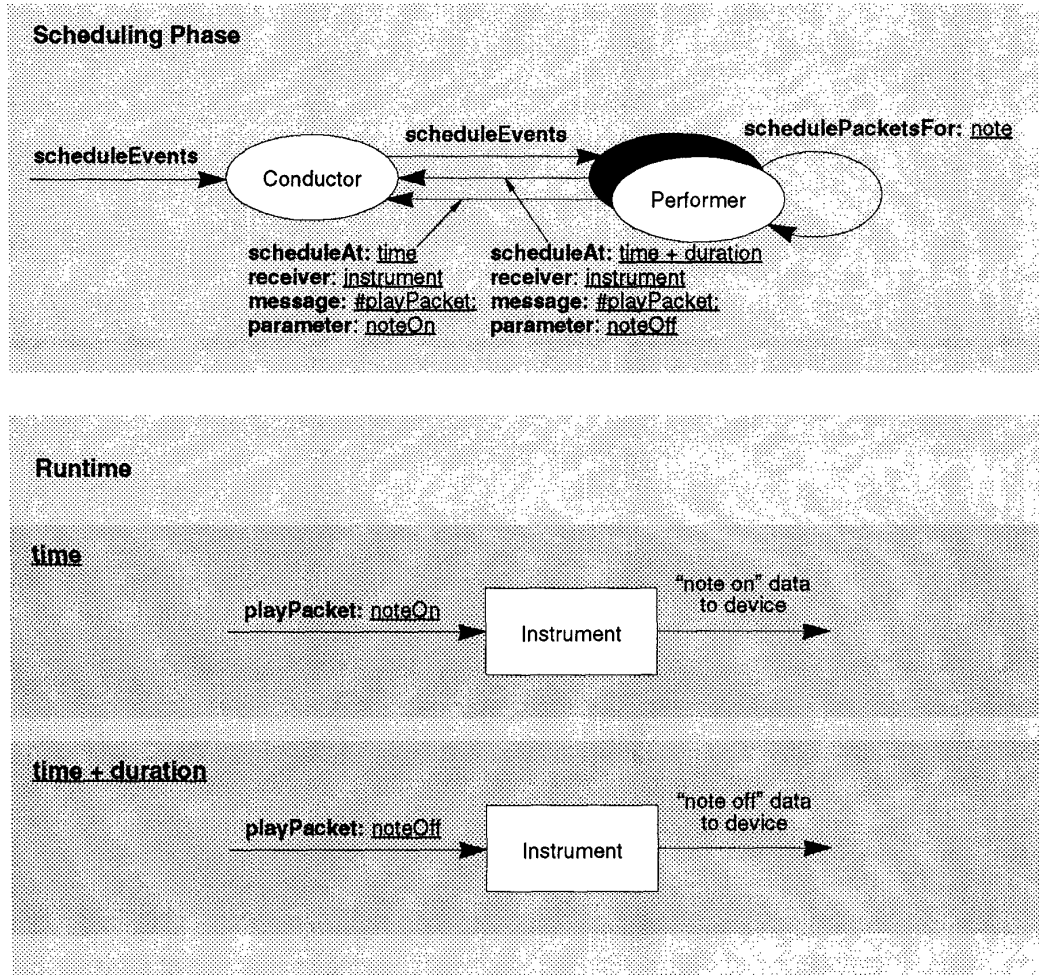 Scheduling Phase
scheduleEvents
Conductor
scheduleEvents
Performer
schedulePacketsFor: note
scheduleAt: time
receiver: instrument
message: #playPacket:
parameter: noteOn
scheduleAt: time + duration
receiver: instrument
message: #playPacket:
parameter: noteOff
Runtime
time
playPacket: noteOn
Instrument
"note on" data
to device
time + duration
playPacket: noteOff
Instrument
"note off" data
to device